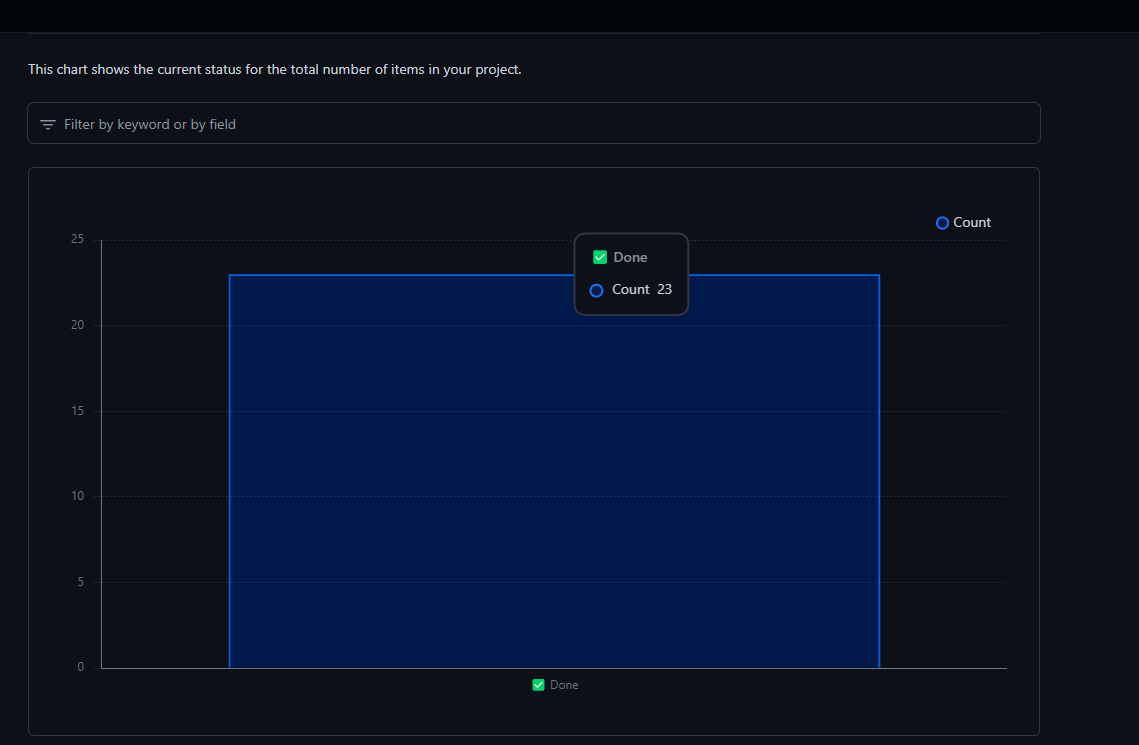 This chart shows the current status for the total number of items in your project.
Filter by keyword or by field
Count
25
✅ Done
Count 23
20
15
10
5
0
✅ Done